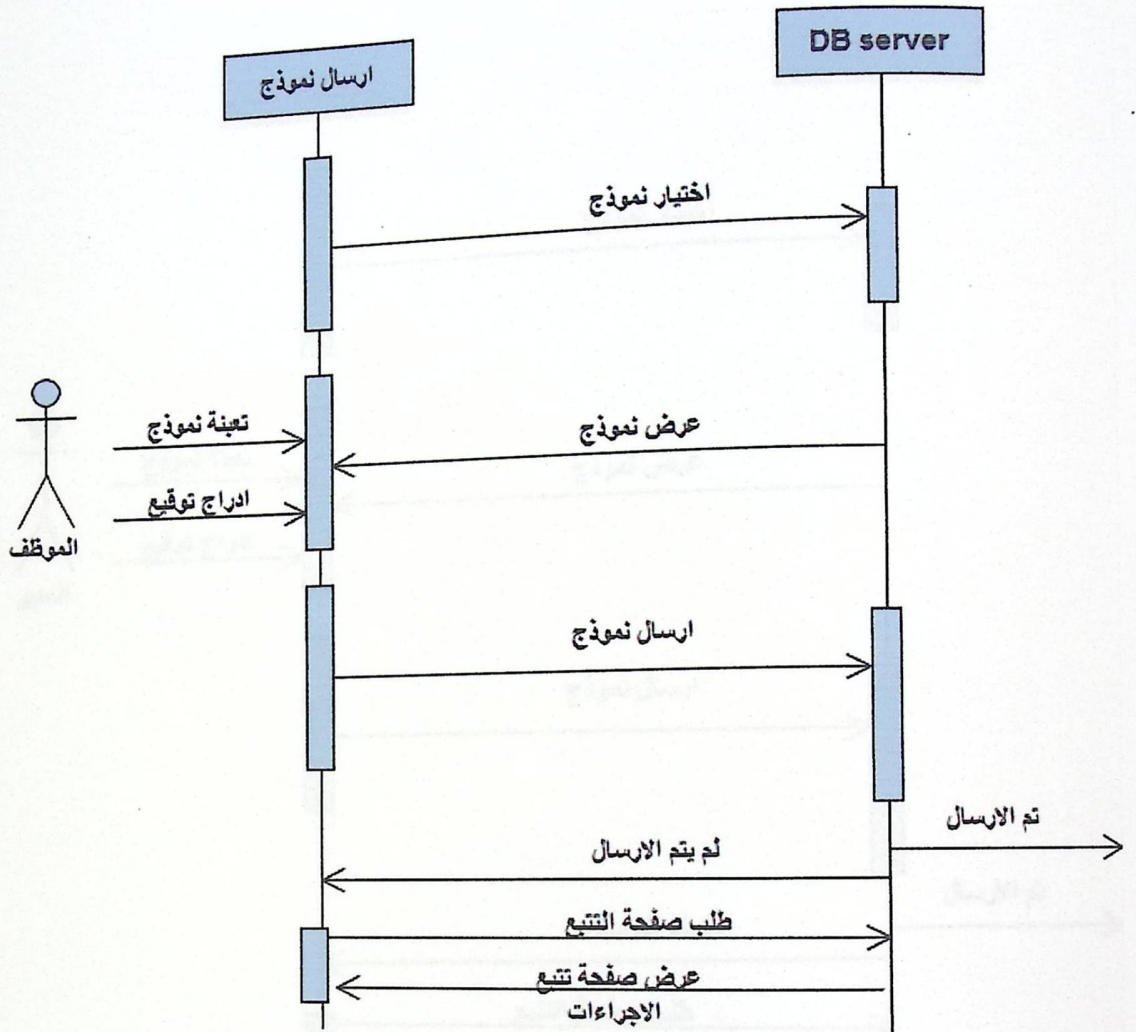 DB server
ارسال نموذج
اختيار نموذج
تعبئة نموذج
عرض نموذج
ادراج توقيع
الموظف
ارسال نموذج
تم الارسال
لم يتم الارسال
طلب صفحة التتبع
عرض صفحة تتبع
الاجراءات